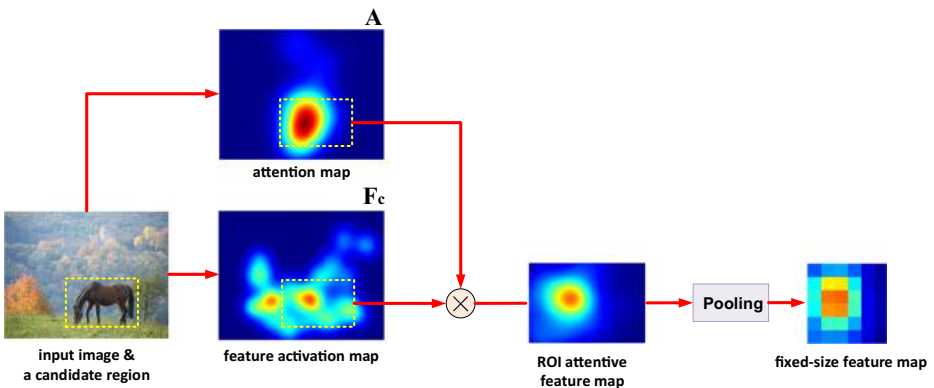 A
attention map
Fc
input image &
a candidate region
feature activation map
ROI attentive
feature map
Pooling
fixed-size feature map